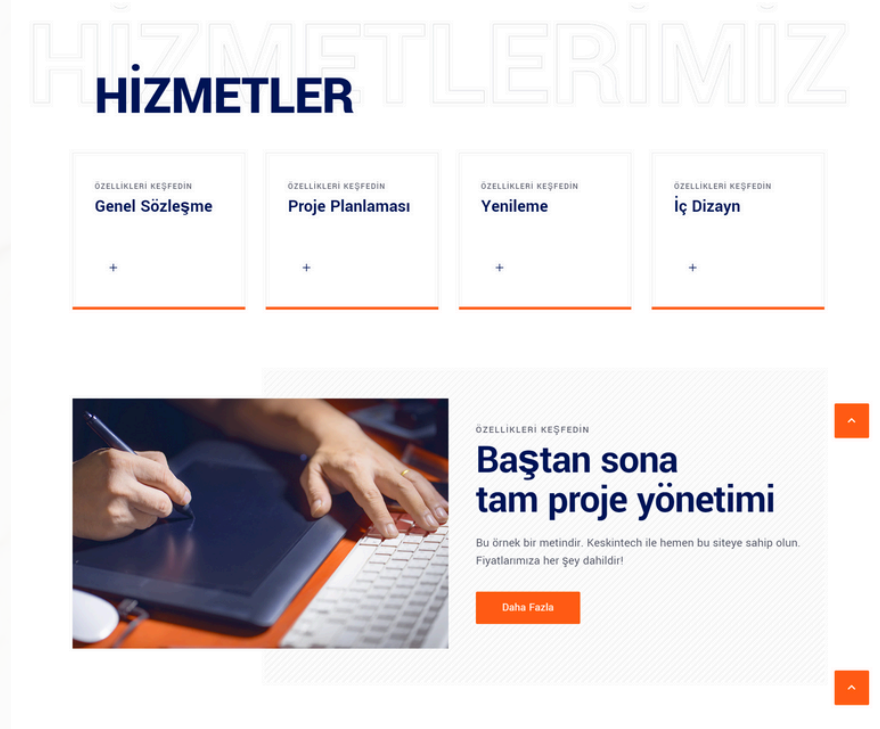 HİZMETLERİMİZ
HİZMETLER
ÖZELLİKLERİ KEŞFEDİN
Genel Sözleşme
+
ÖZELLİKLERİ KEŞFEDİN
Proje Planlaması
+
ÖZELLİKLERİ KEŞFEDİN
Yenileme
+
ÖZELLİKLERİ KEŞFEDİN
İç Dizayn
+
ÖZELLİKLERİ KEŞFEDİN
Baştan sona
tam proje yönetimi
Bu örnek bir metindir. Keskintech ile hemen bu siteye sahip olun.
Fiyatlarımıza her şey dahildir!
Daha Fazla